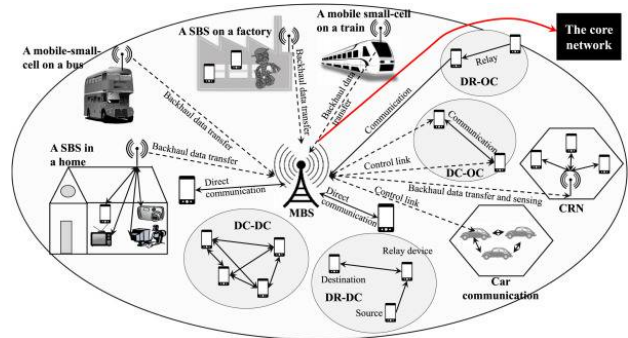 A mobile-small-
cell on a bus
A SBS on a factory
A mobile small-cell
on a train
The core
network
Relay
DR-OC
Backhaul data transfer
Backhaul data
transfer
Backhaul data
transfer
Communication
Communication
DC-OC
Control link
A SBS in
a home
Backhaul data transfer
Direct
communication
MBS
Direct
communication
Control link
Backhaul data transfer and sensing
CRN
DC-DC
Relay device
Destination
DR-DC
Source
Car
communication